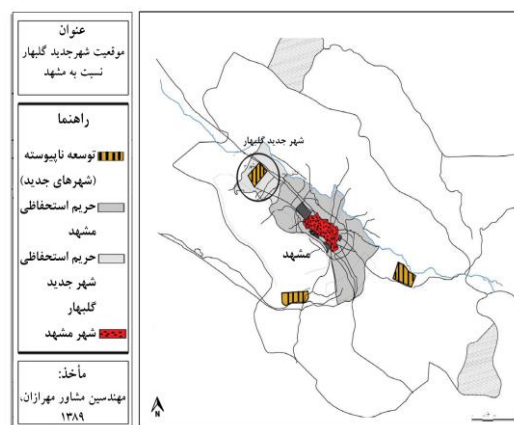 عنوان
موقعیت شهرجدید گلبهار
نسبت به مشهد
راهنما
توسعه ناپیوسته
(شهرهای جدید)
حریم استحفاظی
مشهد
حریم استحفاظی
شهر جدید
گلبهار
شهر مشهد
مأخذ:
مهندسین مشاور مهرازان،
۱۳۸۹
شهر جدید گلبهار
مشهد
N